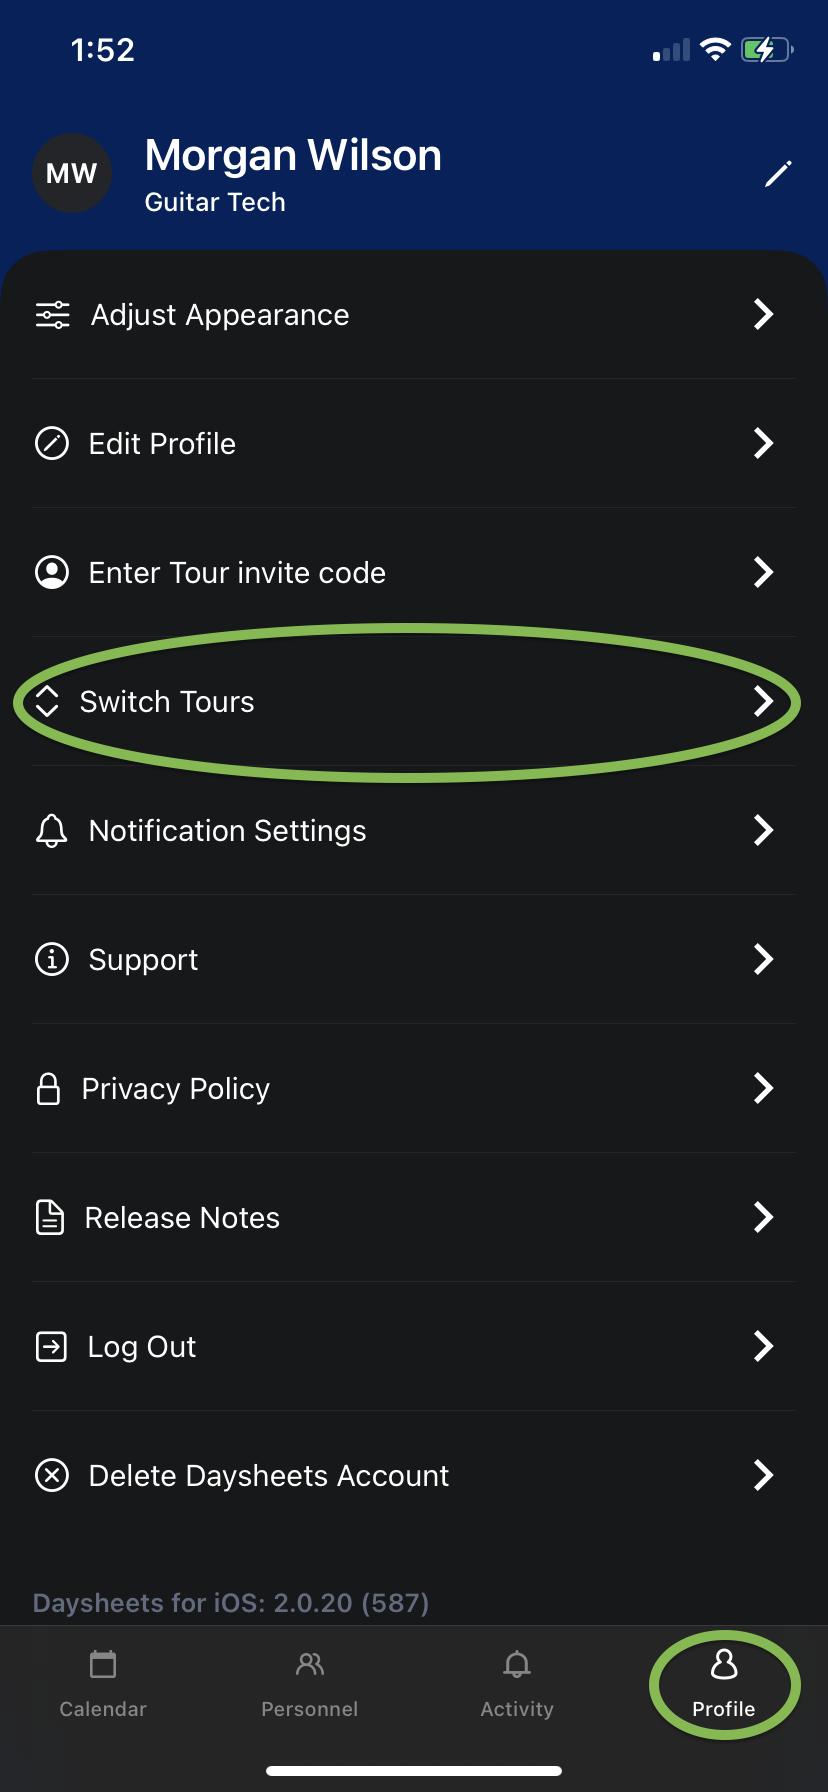 1:52
MW
Morgan Wilson
Guitar Tech
Adjust Appearance
Edit Profile
Enter Tour invite code
Switch Tours
Notification Settings
Support
Privacy Policy
Release Notes
Log Out
Delete Daysheets Account
Daysheets for iOS: 2.0.20 (587)
Calendar
Personnel
Activity
Profile